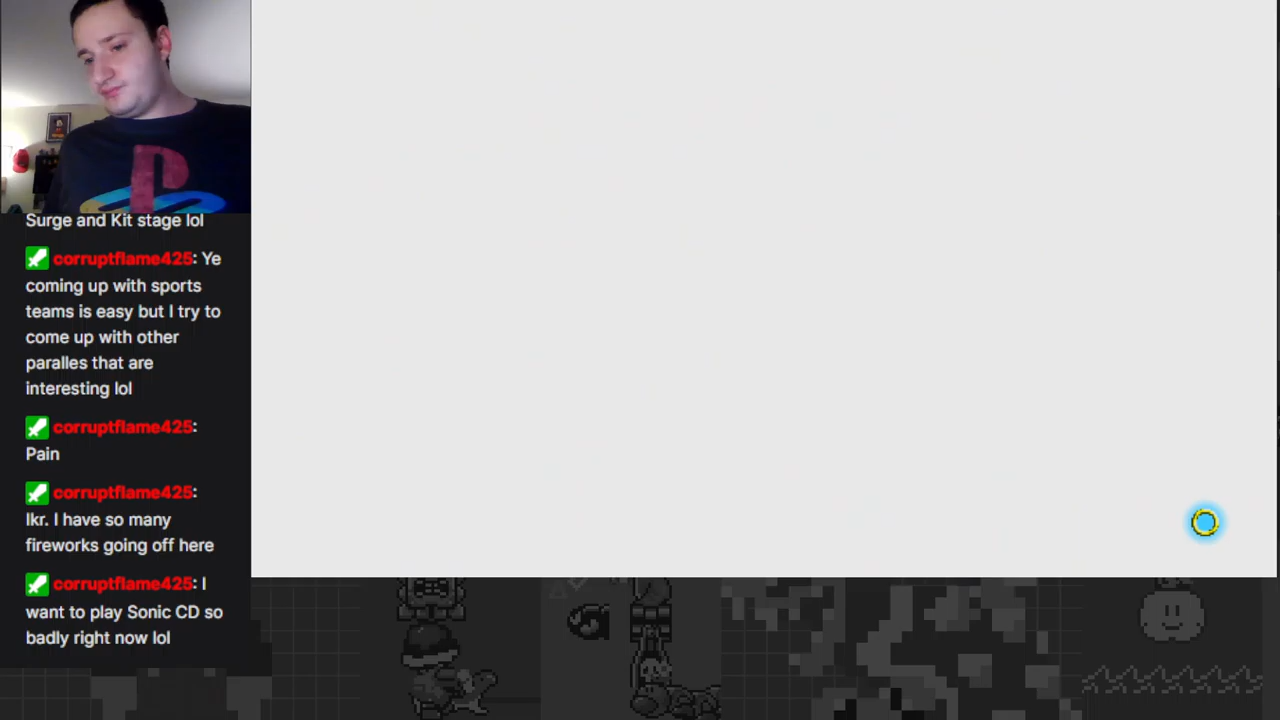 Surge and Kit stage lol
corruptflame425: Ye
coming up with sports
teams is easy but I try to
come up with other
paralles that are
interesting lol
corruptflame425:
Pain
corruptflame425:
Ikr. I have so many
fireworks going off here
corruptflame425: I
want to play Sonic CD so
badly right now lol